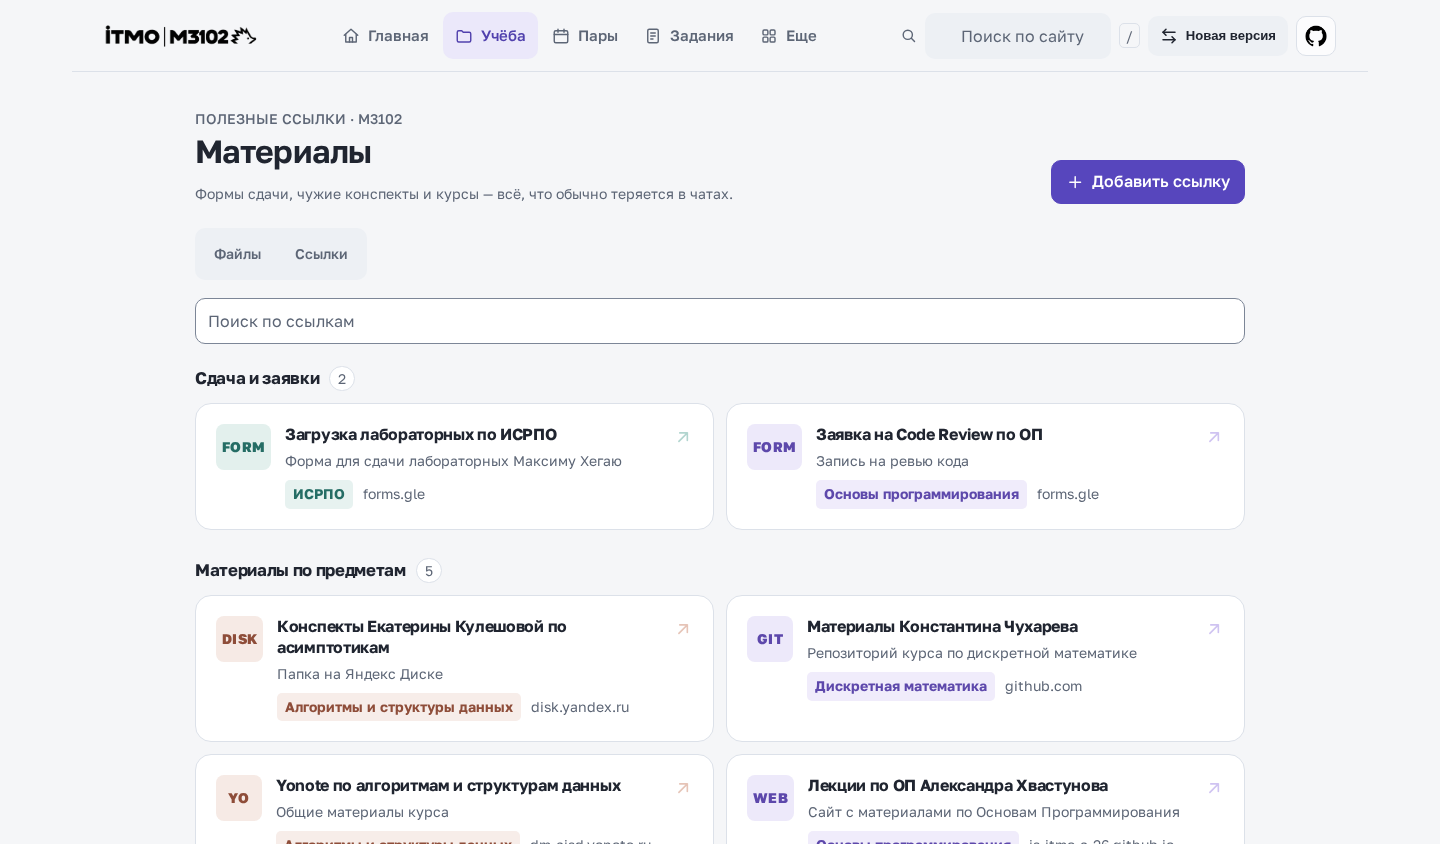 iTMO | M3102
Главная
Учёба
Пары
Задания
Еще
Поиск по сайту
/
Новая версия
ПОЛЕЗНЫЕ ССЫЛКИ · M3102
Материалы
Формы сдачи, чужие конспекты и курсы — всё, что обычно теряется в чатах.
Добавить ссылку
Файлы
Ссылки
Поиск по ссылкам
Сдача и заявки 2
FORM
Загрузка лабораторных по ИСРПО
Форма для сдачи лабораторных Максиму Хегаю
ИСРПО forms.gle
FORM
Заявка на Code Review по ОП
Запись на ревью кода
Основы программирования forms.gle
Материалы по предметам 5
DISK
Конспекты Екатерины Кулешовой по
асимптотикам
Папка на Яндекс Диске
Алгоритмы и структуры данных disk.yandex.ru
GIT
Материалы Константина Чухарева
Репозиторий курса по дискретной математике
Дискретная математика github.com
YO
Yonote по алгоритмам и структурам данных
Общие материалы курса
Алгоритмы и структуры данных
WEB
Лекции по ОП Александра Хвастунова
Сайт с материалами по Основам Программирования
Основы программирования